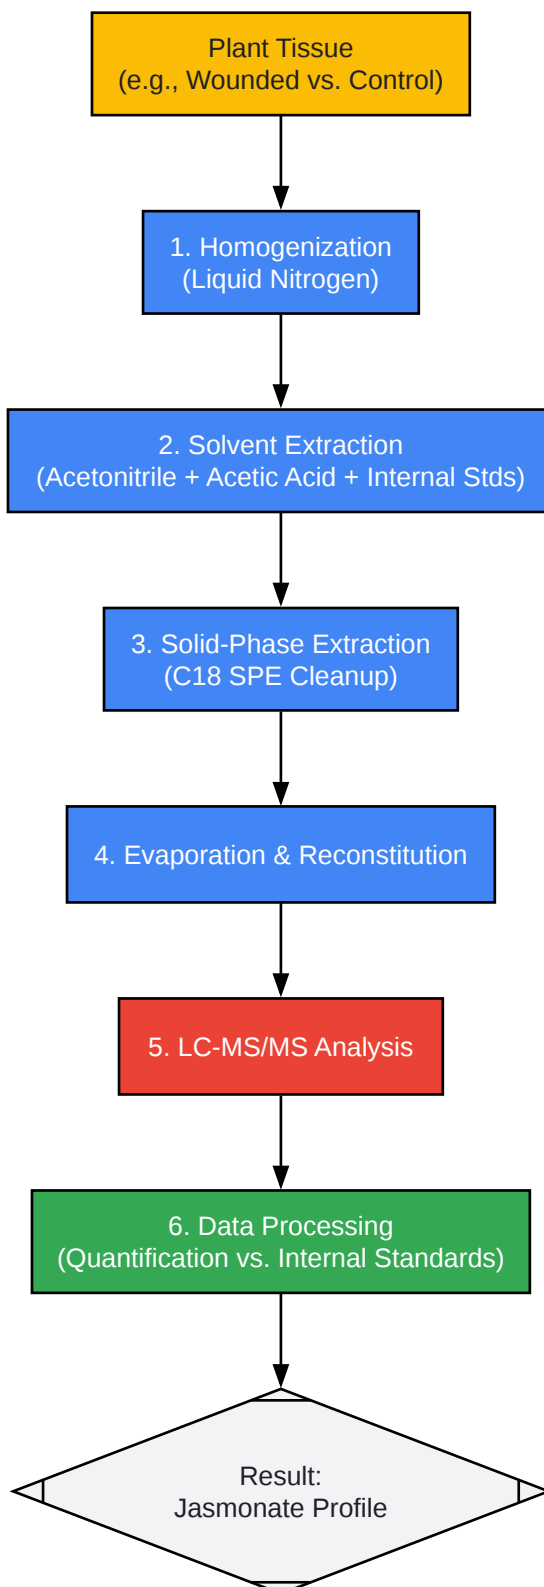 Plant Tissue
(e.g., Wounded vs. Control)
1. Homogenization
(Liquid Nitrogen)
2. Solvent Extraction
(Acetonitrile + Acetic Acid + Internal Stds)
3. Solid-Phase Extraction
(C18 SPE Cleanup)
4. Evaporation & Reconstitution
5. LC-MS/MS Analysis
6. Data Processing
(Quantification vs. Internal Standards)
Result:
Jasmonate Profile